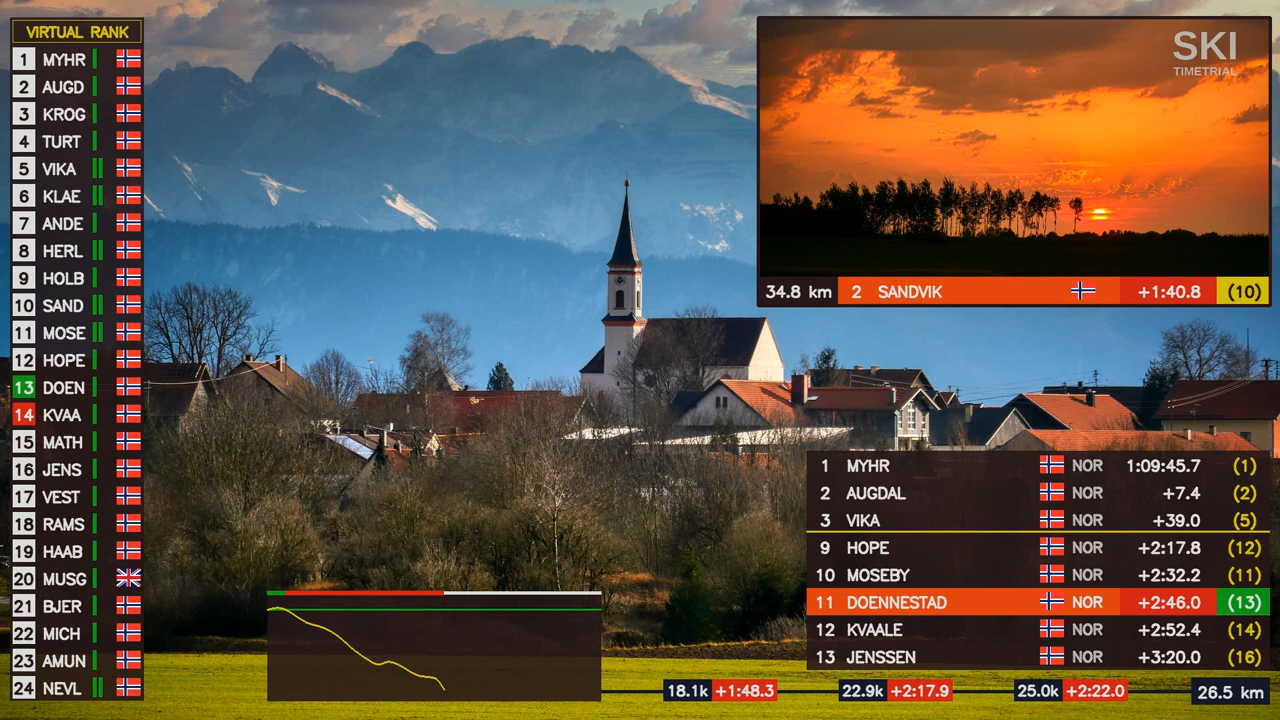 VIRTUAL RANK
1 MYHR
2 AUGD
3 KROG
4 TURT
5 VIKA
6 KLAE
7 ANDE
8 HERL
9 HOLB
10 SAND
11 MOSE
12 HOPE
13 DOEN
14 KVAA
15 MATH
16 JENS
17 VEST
18 RAMS
19 HAAB
20 MUSG
21 BJER
22 MICH
23 AMUN
24 NEVL
SKI
TIMETRIAL
34.8 km 2 SANDVIK +1:40.8 (10)
1 MYHR NOR 1:09:45.7 (1)
2 AUGDAL NOR +7.4 (2)
3 VIKA NOR +39.0 (5)
9 HOPE NOR +2:17.8 (12)
10 MOSEBY NOR +2:32.2 (11)
11 DOENNESTAD NOR +2:46.0 (13)
12 KVAALE NOR +2:52.4 (14)
13 JENSSEN NOR +3:20.0 (16)
18.1k +1:48.3 22.9k +2:17.9 25.0k +2:22.0 26.5 km